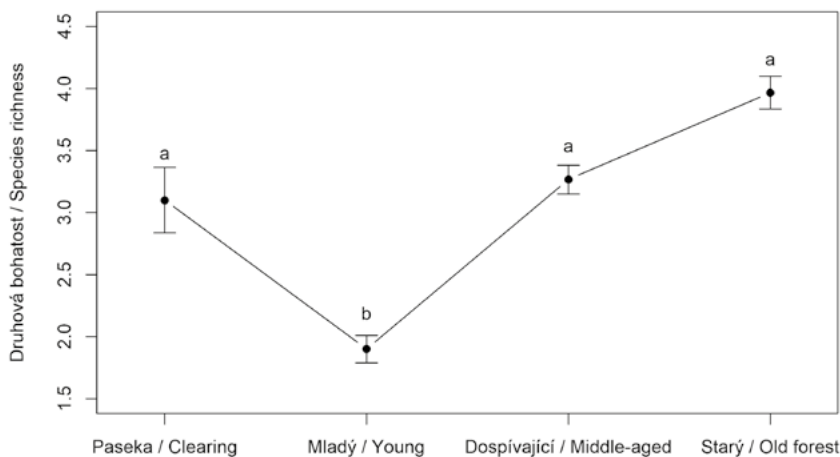 Druhová bohatost / Species richness
4.5
4.0
3.5
3.0
2.5
2.0
1.5
a
b
a
a
Paseka / Clearing
Mladý / Young
Dospívající / Middle-aged
Starý / Old forest